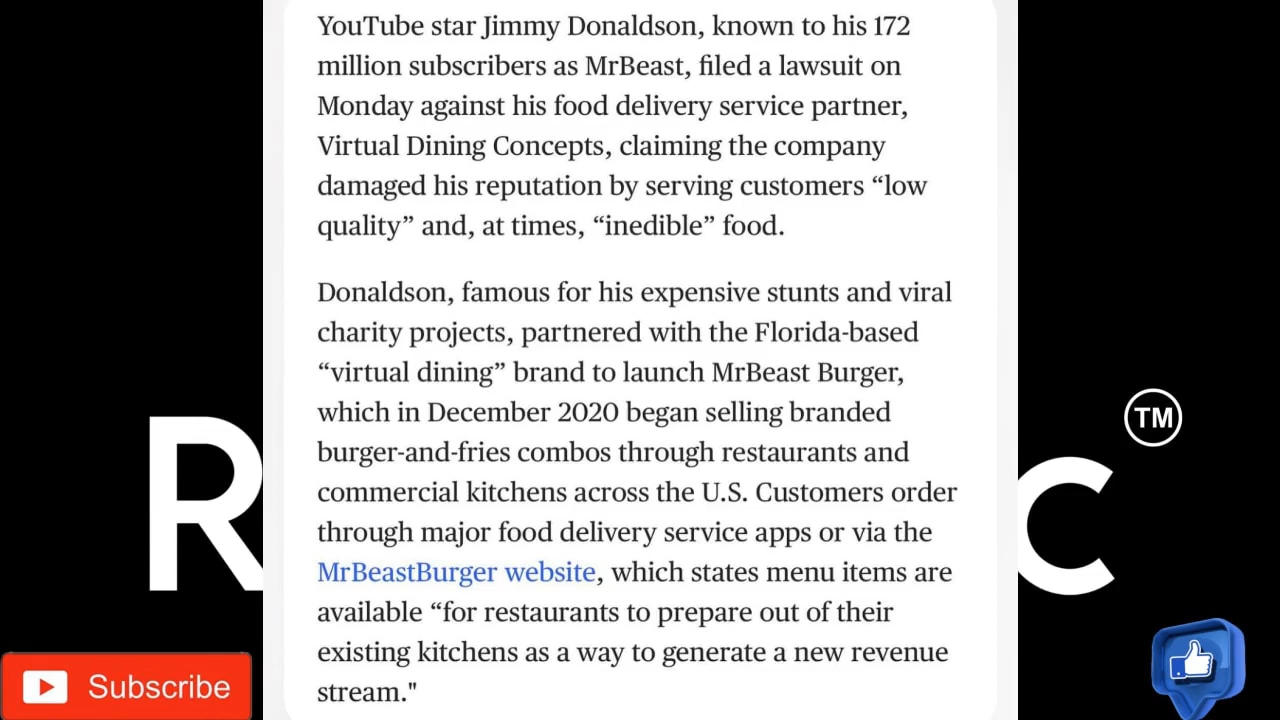 YouTube star Jimmy Donaldson, known to his 172
million subscribers as MrBeast, filed a lawsuit on
Monday against his food delivery service partner,
Virtual Dining Concepts, claiming the company
damaged his reputation by serving customers “low
quality” and, at times, “inedible” food.
Donaldson, famous for his expensive stunts and viral
charity projects, partnered with the Florida-based
“virtual dining” brand to launch MrBeast Burger,
which in December 2020 began selling branded
burger-and-fries combos through restaurants and
commercial kitchens across the U.S. Customers order
through major food delivery service apps or via the
MrBeastBurger website, which states menu items are
available “for restaurants to prepare out of their
existing kitchens as a way to generate a new revenue
stream."
R
C
TM
Subscribe